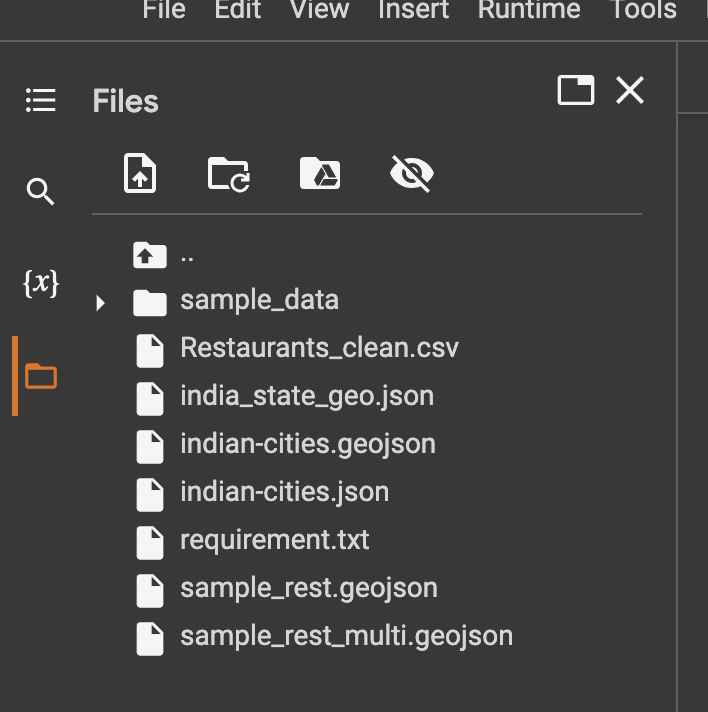 File Edit View Insert Runtime Tools
Files
{x}
..
sample_data
Restaurants_clean.csv
india_state_geo.json
indian-cities.geojson
indian-cities.json
requirement.txt
sample_rest.geojson
sample_rest_multi.geojson